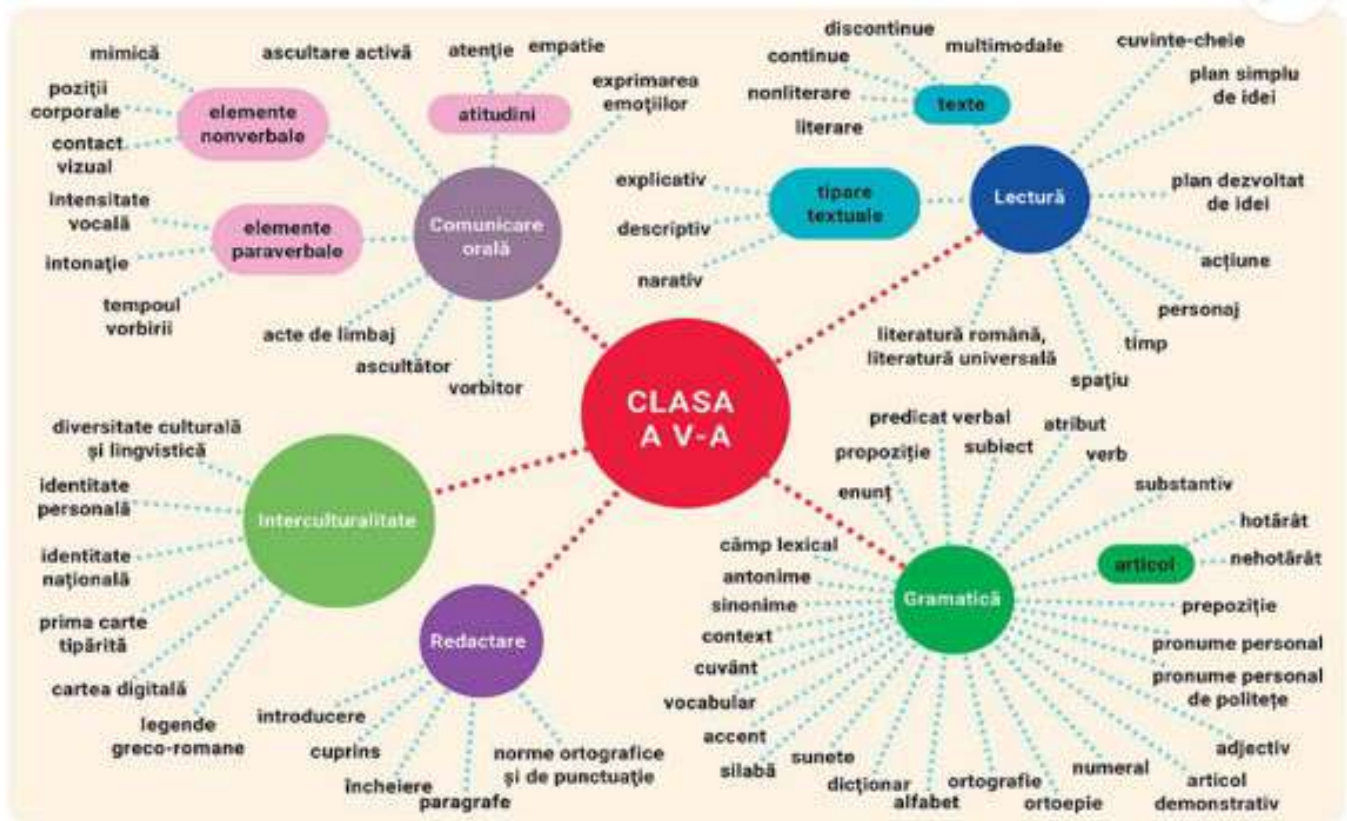 mimică
poziții
corporale
contact
vizual
elemente
nonverbale
intensitate
vocală
intonație
tempoul
vorbirii
elemente
paraverbale
ascultare activă
atenție
empatie
atitudini
exprimarea
emoțiilor
Comunicare
orală
acte de limbaj
ascultător
vorbitor
discontinue
multimodale
continue
nonliterare
literare
texte
explicativ
descriptiv
narativ
tipare
textuale
Lectură
cuvinte-cheie
plan simplu
de idei
plan dezvoltat
de idei
acțiune
personaj
timp
spațiu
literatură română,
literatură universală
CLASA
A V-A
diversitate culturală
și lingvistică
identitate
personală
identitate
națională
prima carte
tipărită
cartea digitală
legende
greco-romane
Interculturalitate
Redactare
introducere
cuprins
încheiere
paragrafe
norme ortografice
și de punctuație
Gramatică
predicat verbal
atribut
propoziție
subiect
verb
enunț
substantiv
articol
hotărât
nehotărât
prepoziție
pronume personal
pronume personal
de politețe
adjectiv
articol
demonstrativ
numeral
ortoepie
ortografie
alfabet
dicționar
sunete
silabă
accent
vocabular
cuvânt
context
sinonime
antonime
câmp lexical